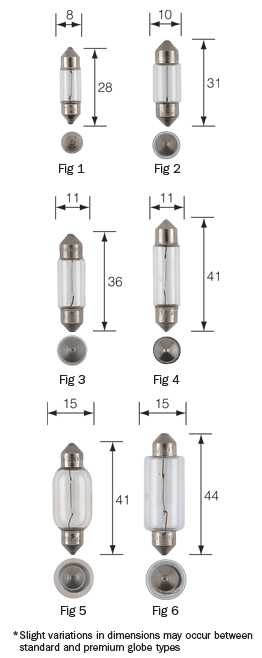 8
10
28
31
Fig 1
Fig 2
11
11
36
41
Fig 3
Fig 4
15
15
41
44
Fig 5
Fig 6
*Slight variations in dimensions may occur between
standard and premium globe types